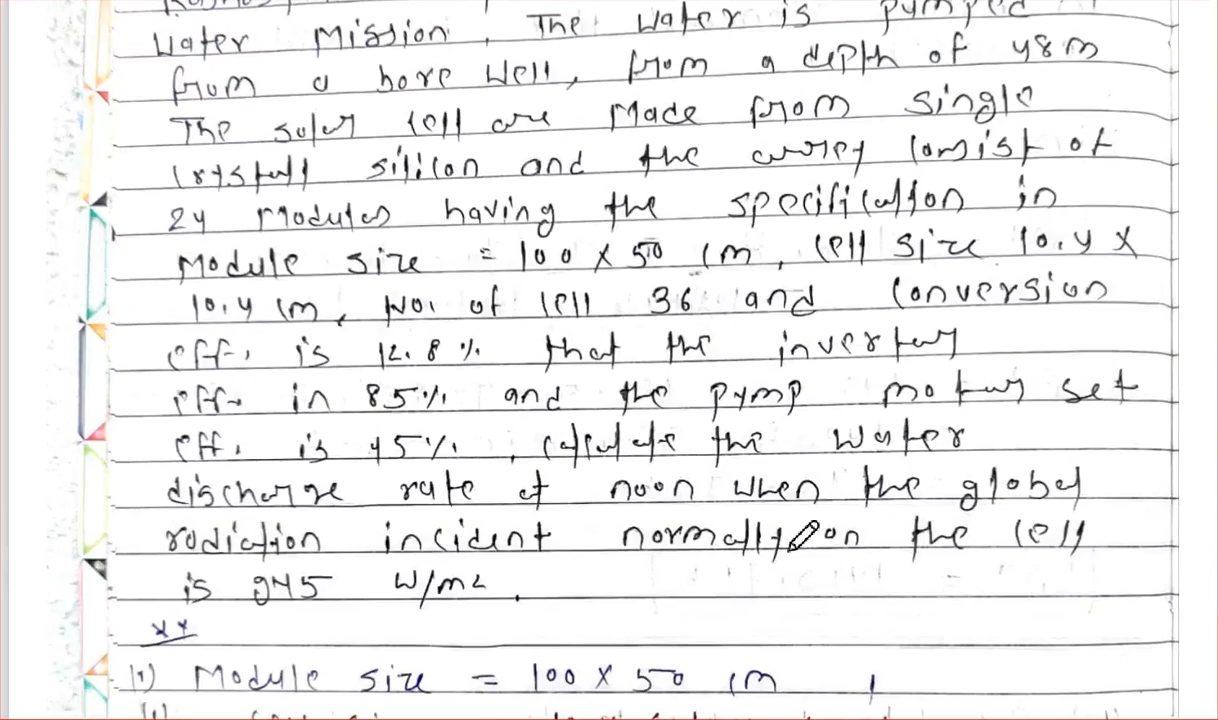 Water Mission, The water is pumped
from a bore well, from a depth of 48 m
The solar cell are Made from single
crystall silicon and the array consist of
24 Modules having the specification in
Module size = 100 x 50 cm, cell size 10.4 x
10.4 cm, No. of cell 36 and conversion
eff. is 12.8 % that the inverter
eff. in 85% and the pump motor set
eff. is 45%, calculate the water
discharge rate at noon when the global
radiation incident normally on the cell
is 945 W/m2.
(i) Module size = 100 x 50 cm,